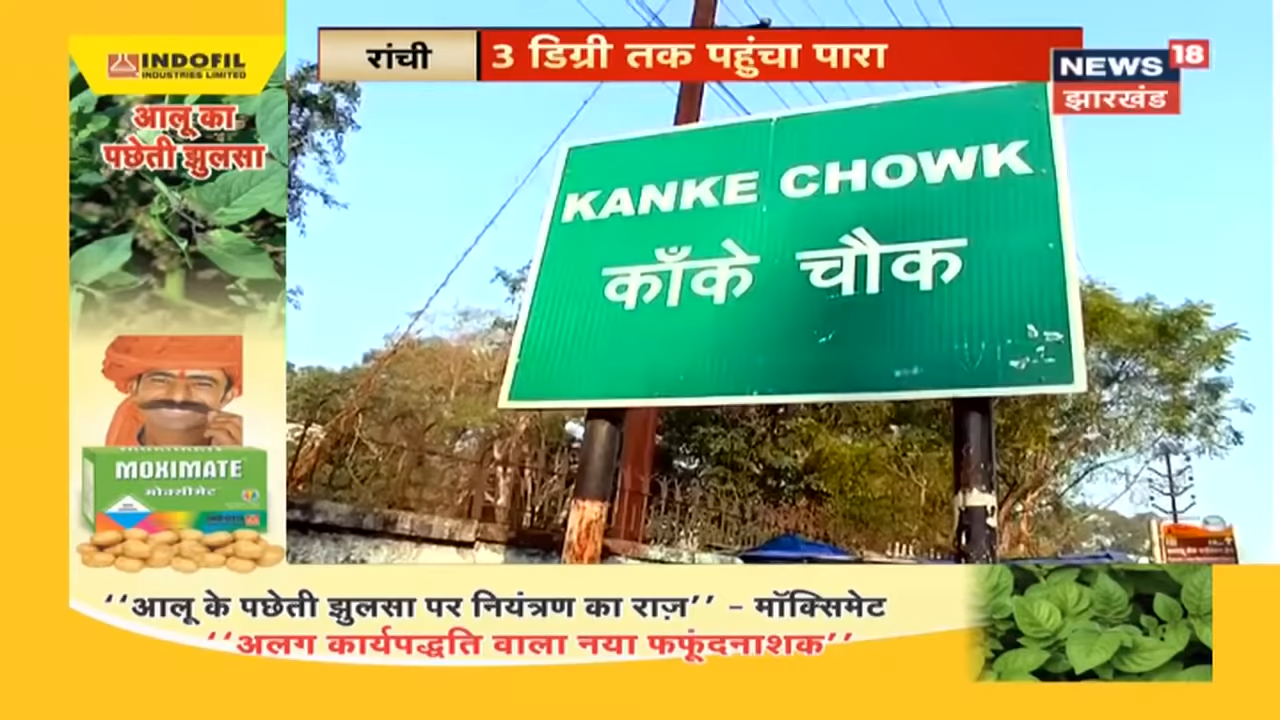 INDOFIL
INDUSTRIES LIMITED
आलू का
पछेती झुलसा
रांची
3 डिग्री तक पहुंचा पारा
NEWS 18
झारखंड
KANKE CHOWK
काँके चौक
MOXIMATE
मोक्सीमेट
INDOFIL
‘‘आलू के पछेती झुलसा पर नियंत्रण का राज़’’ - मॉक्सिमेट
‘‘अलग कार्यपद्धति वाला नया फफूंदनाशक’’